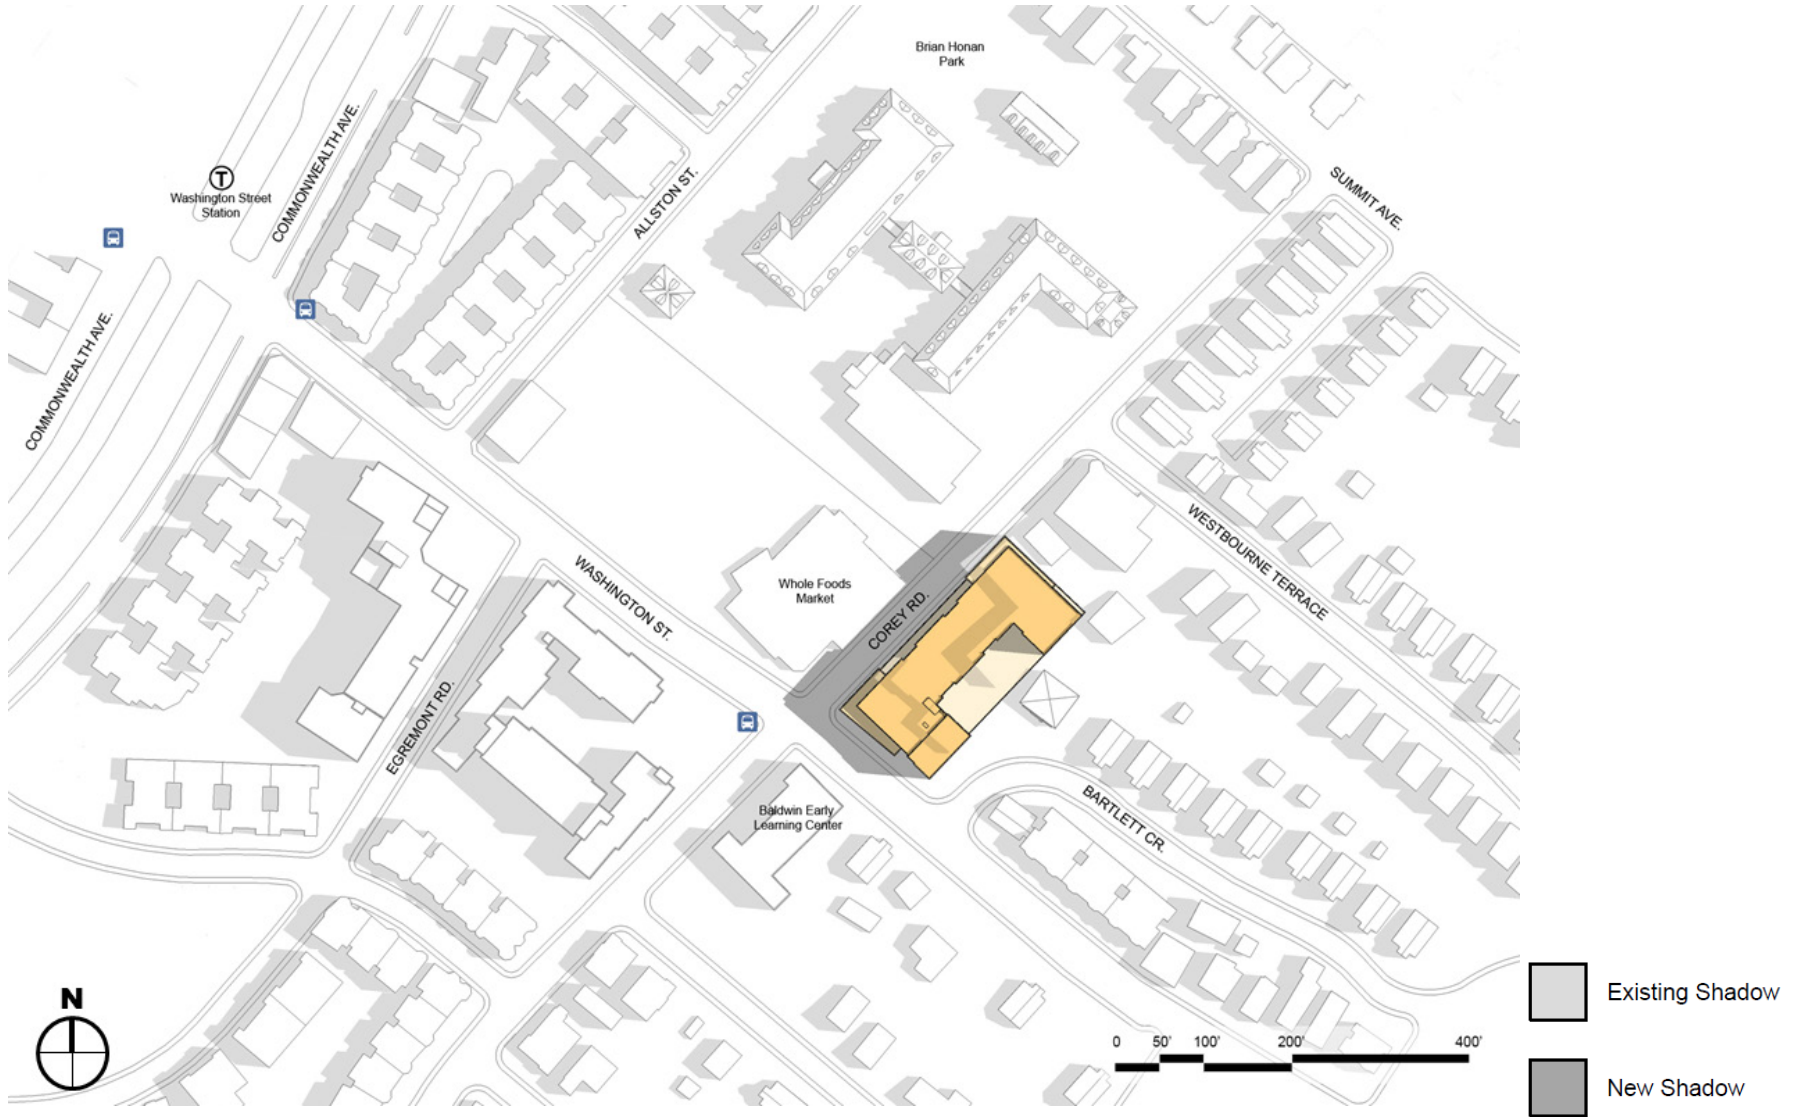 Brian Honan
Park
COMMONWEALTH AVE.
T
Washington Street
Station
ALLSTON ST.
SUMMIT AVE.
COMMONWEALTH AVE.
WESTBOURNE TERRACE
WASHINGTON ST.
Whole Foods
Market
COREY RD.
EGREMONT RD.
Baldwin Early
Learning Center
BARTLETT CR.
N
0 50' 100' 200' 400'
Existing Shadow
New Shadow